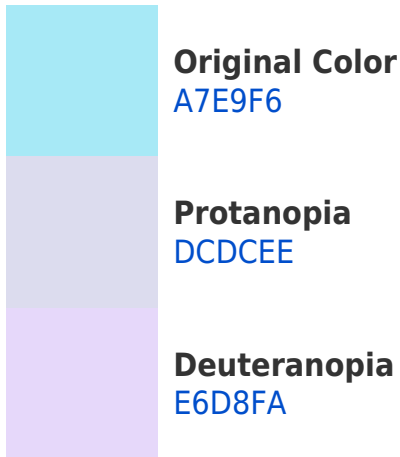 Original Color
A7E9F6
Protanopia
DCDCEE
Deuteranopia
E6D8FA